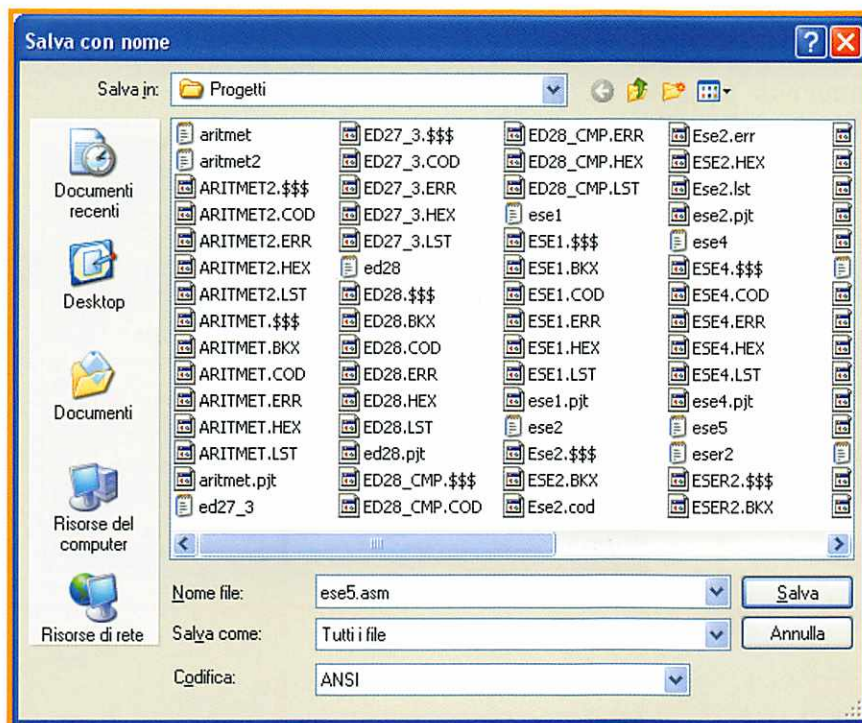 Salva con nome
Salva in:
Progetti
Documenti
recenti
Desktop
Documenti
Risorse del
computer
Risorse di rete
aritmet
aritmet2
ARITMET2.$$$
ARITMET2.COD
ARITMET2.ERR
ARITMET2.HEX
ARITMET2.LST
ARITMET.$$$
ARITMET.BKX
ARITMET.COD
ARITMET.ERR
ARITMET.HEX
ARITMET.LST
aritmet.pjt
ed27_3
ED27_3.$$$
ED27_3.COD
ED27_3.ERR
ED27_3.HEX
ED27_3.LST
ed28
ED28.$$$
ED28.BKX
ED28.COD
ED28.ERR
ED28.HEX
ED28.LST
ed28.pjt
ED28_CMP.$$$
ED28_CMP.COD
ED28_CMP.ERR
ED28_CMP.HEX
ED28_CMP.LST
ese1
ESE1.$$$
ESE1.BKX
ESE1.COD
ESE1.ERR
ESE1.HEX
ESE1.LST
ese1.pjt
ese2
Ese2.$$$
ESE2.BKX
Ese2.cod
Ese2.err
ESE2.HEX
Ese2.lst
ese2.pjt
ese4
ESE4.$$$
ESE4.COD
ESE4.ERR
ESE4.HEX
ESE4.LST
ese4.pjt
ese5
eser2
ESER2.$$$
ESER2.BKX
Nome file:
ese5.asm
Salva
Salva come:
Tutti i file
Annulla
Codifica:
ANSI